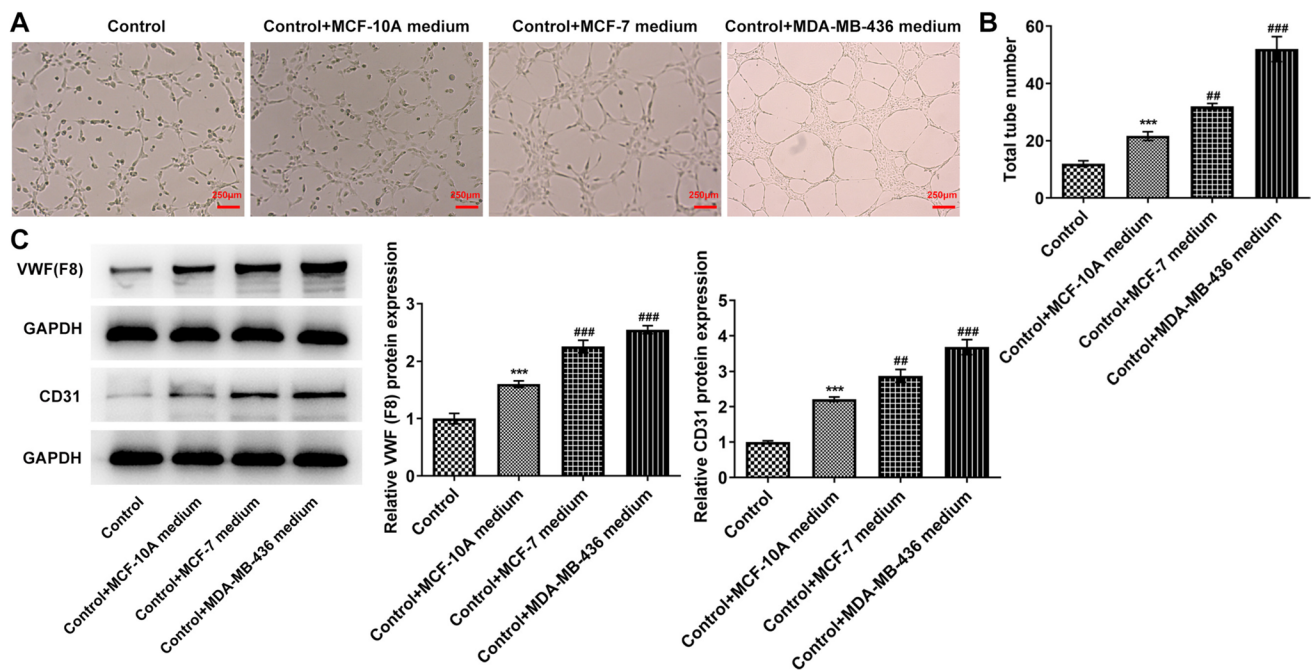 A
Control
Control+MCF-10A medium
Control+MCF-7 medium
Control+MDA-MB-436 medium
250μm
250μm
250μm
250μm
B
Total tube number
60
40
20
0
***
##
###
Control
Control+MCF-10A medium
Control+MCF-7 medium
Control+MDA-MB-436 medium
C
VWF(F8)
GAPDH
CD31
GAPDH
Control
Control+MCF-10A medium
Control+MCF-7 medium
Control+MDA-MB-436 medium
Relative VWF (F8) protein expression
3
2
1
0
***
###
###
Control
Control+MCF-10A medium
Control+MCF-7 medium
Control+MDA-MB-436 medium
Relative CD31 protein expression
5
4
3
2
1
0
***
##
###
Control
Control+MCF-10A medium
Control+MCF-7 medium
Control+MDA-MB-436 medium